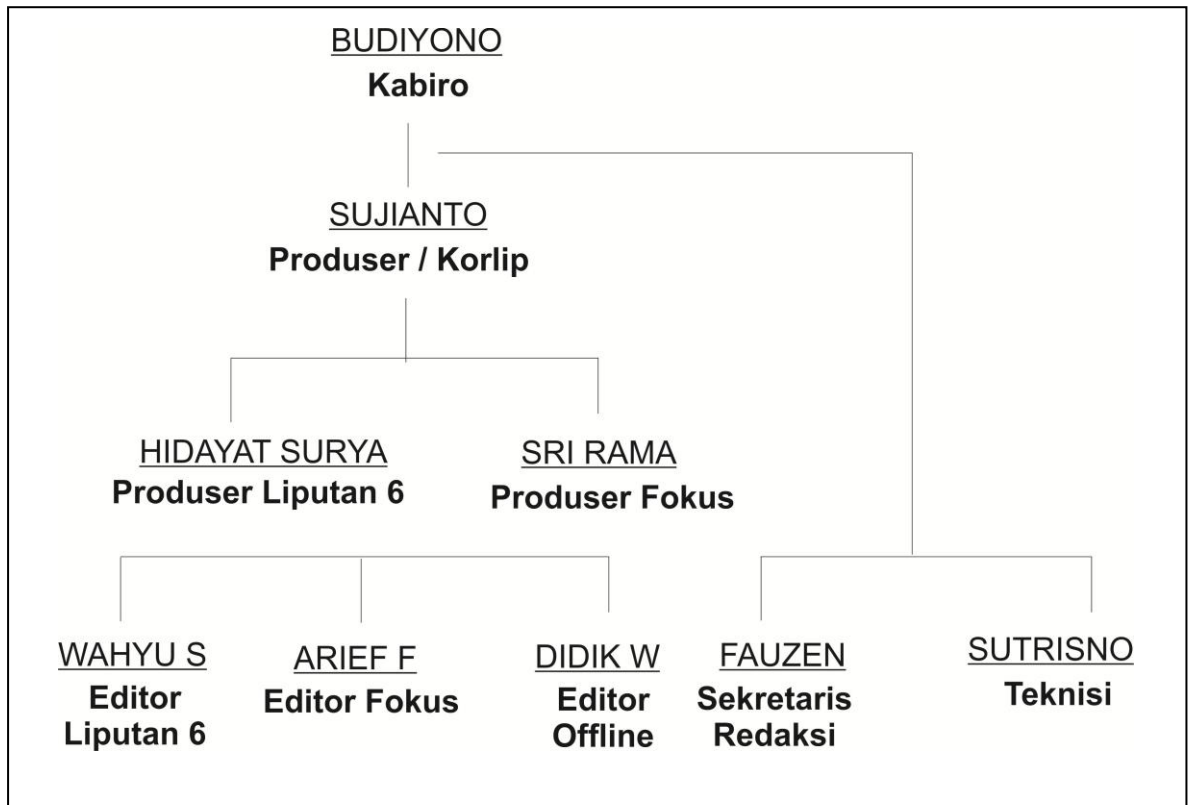 BUDIYONO
Kabiro
SUJIANTO
Produser / Korlip
HIDAYAT SURYA
Produser Liputan 6
SRI RAMA
Produser Fokus
WAHYU S
Editor
Liputan 6
ARIEF F
Editor Fokus
DIDIK W
Editor
Offline
FAUZEN
Sekretaris
Redaksi
SUTRISNO
Teknisi